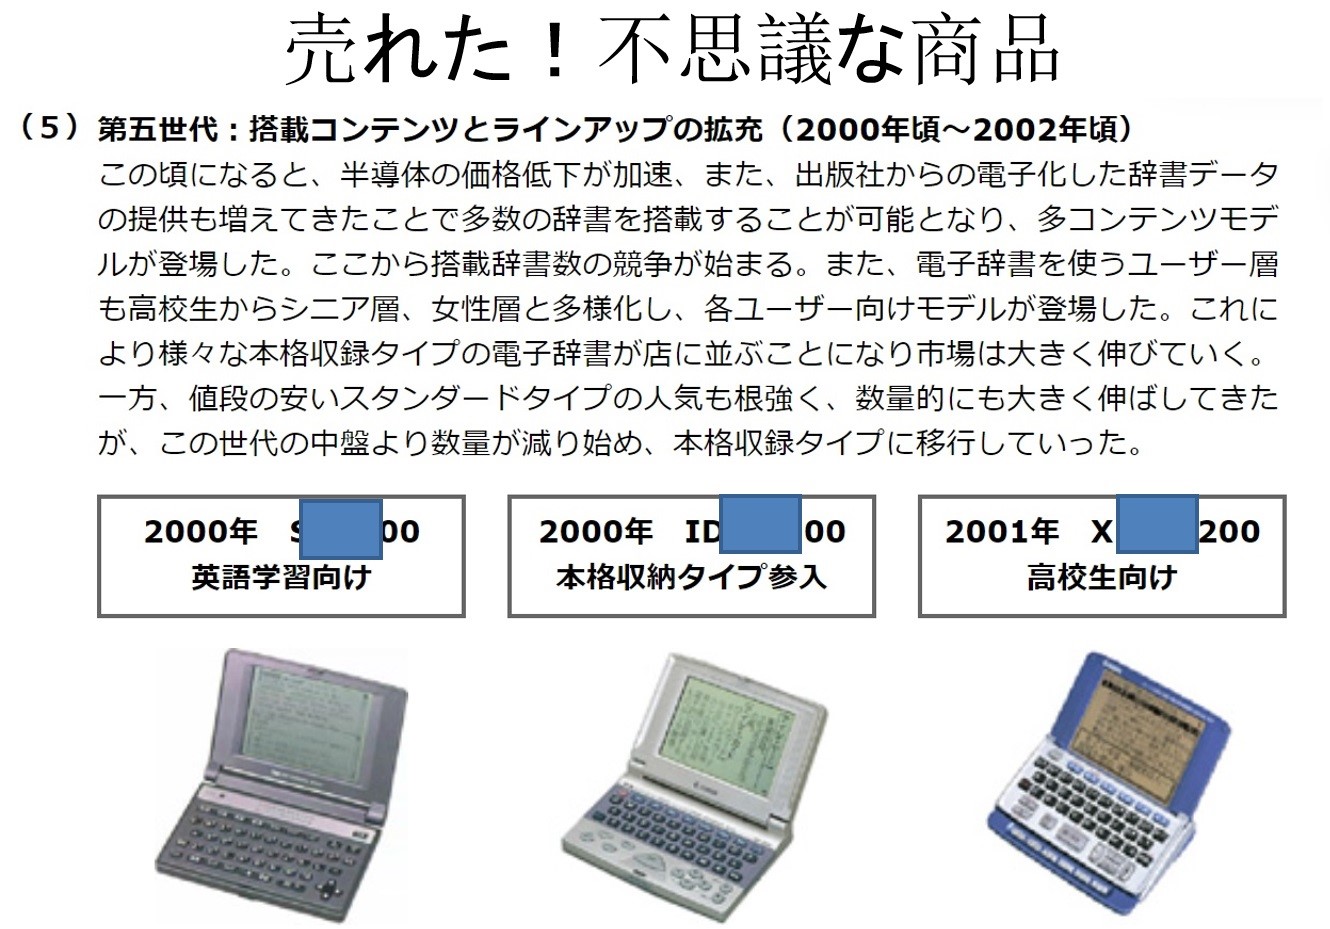 売れた！不思議な商品
（5）第五世代：搭載コンテンツとラインアップの拡充（2000年頃～2002年頃）
この頃になると、半導体の価格低下が加速、また、出版社からの電子化した辞書データ
の提供も増えてきたことで多数の辞書を搭載することが可能となり、多コンテンツモデ
ルが登場した。ここから搭載辞書数の競争が始まる。また、電子辞書を使うユーザー層
も高校生からシニア層、女性層と多様化し、各ユーザー向けモデルが登場した。これに
より様々な本格収録タイプの電子辞書が店に並ぶことになり市場は大きく伸びていく。
一方、値段の安いスタンダードタイプの人気も根強く、数量的にも大きく伸ばしてきた
が、この世代の中盤より数量が減り始め、本格収録タイプに移行していった。
2000年 S 00
英語学習向け
2000年 ID 00
本格収納タイプ参入
2001年 X 200
高校生向け